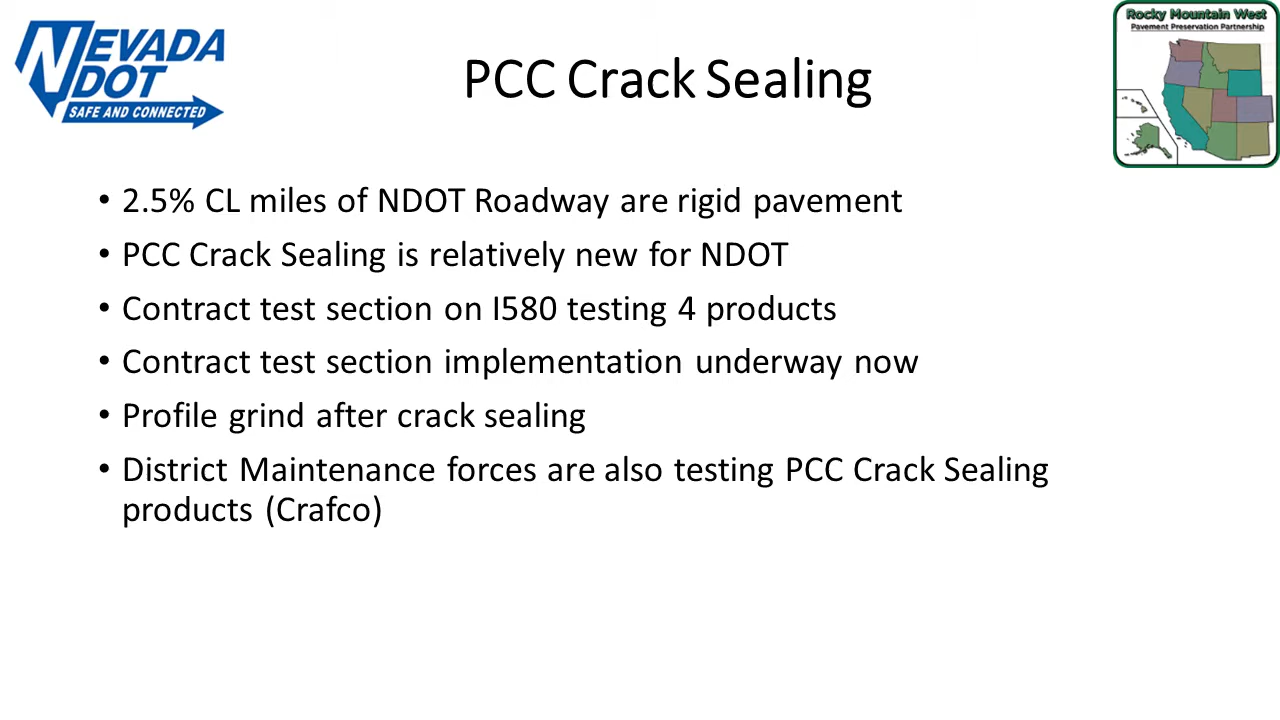 NEVADA
DOT
SAFE AND CONNECTED
PCC Crack Sealing
Rocky Mountain West
Pavement Preservation Partnership
• 2.5% CL miles of NDOT Roadway are rigid pavement
• PCC Crack Sealing is relatively new for NDOT
• Contract test section on I580 testing 4 products
• Contract test section implementation underway now
• Profile grind after crack sealing
• District Maintenance forces are also testing PCC Crack Sealing
products (Crafco)